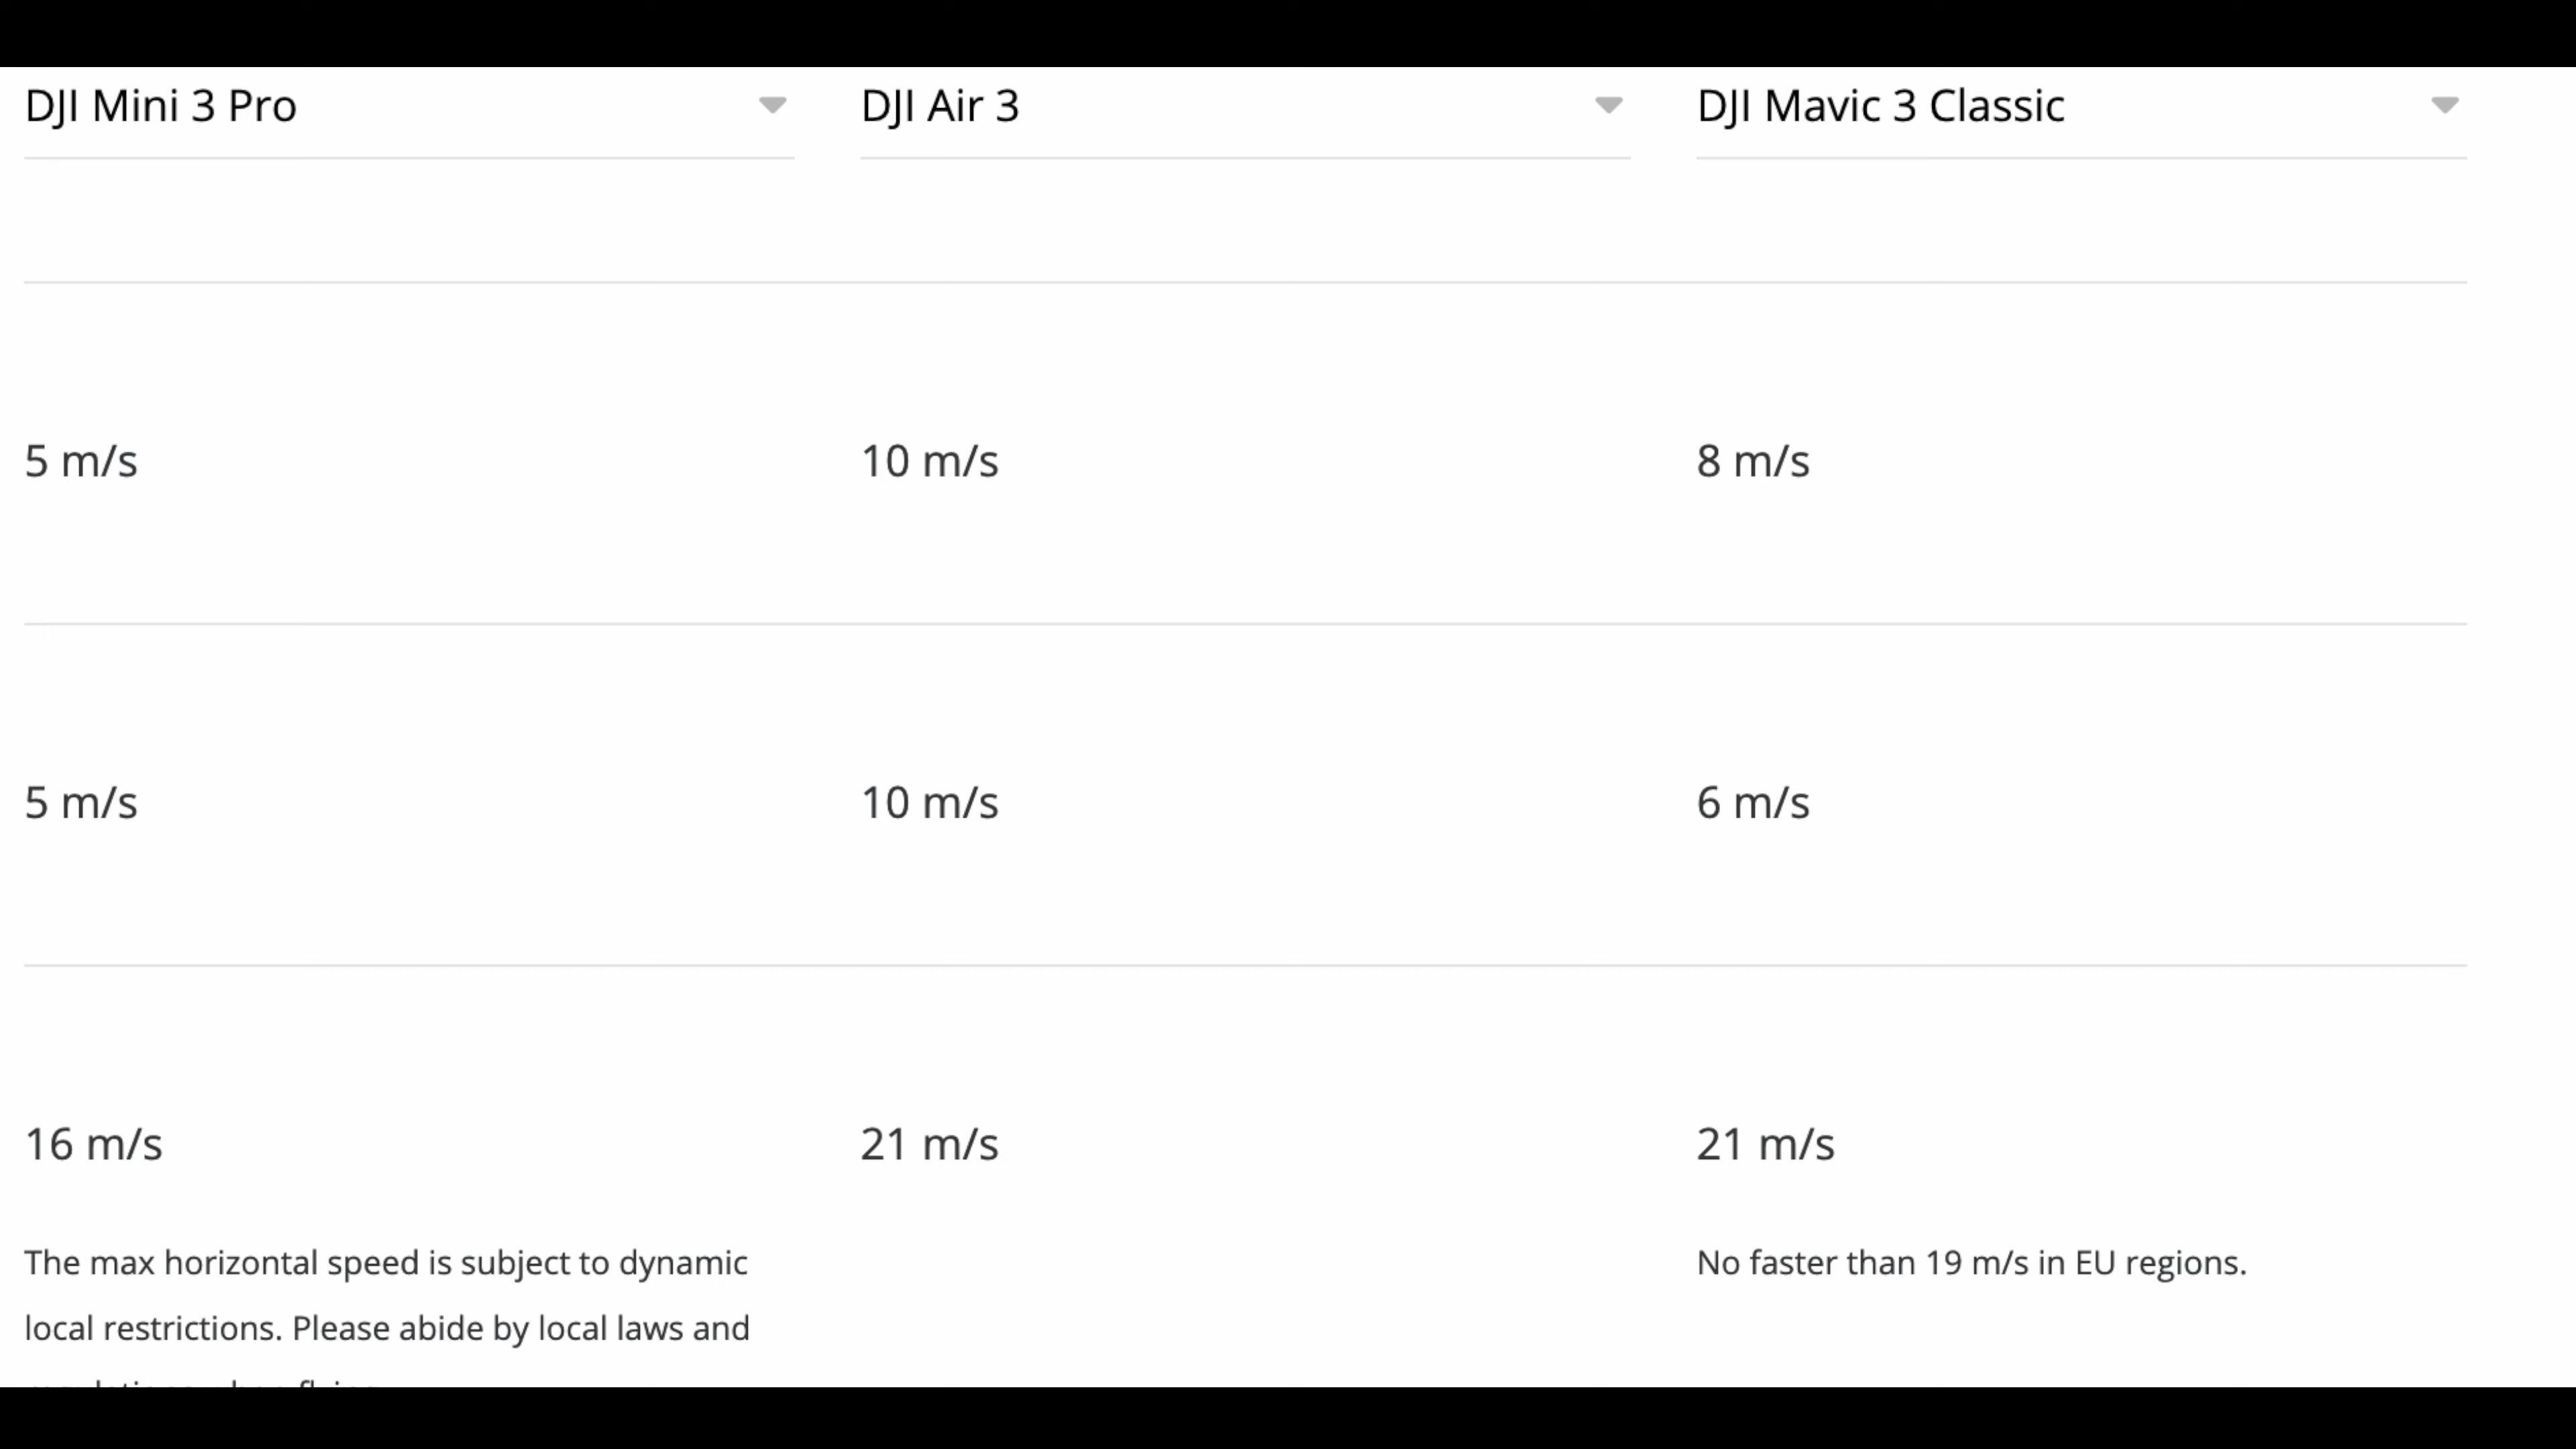 DJI Mini 3 Pro DJI Air 3 DJI Mavic 3 Classic
5 m/s 10 m/s 8 m/s
5 m/s 10 m/s 6 m/s
16 m/s 21 m/s 21 m/s
The max horizontal speed is subject to dynamic No faster than 19 m/s in EU regions.
local restrictions. Please abide by local laws and